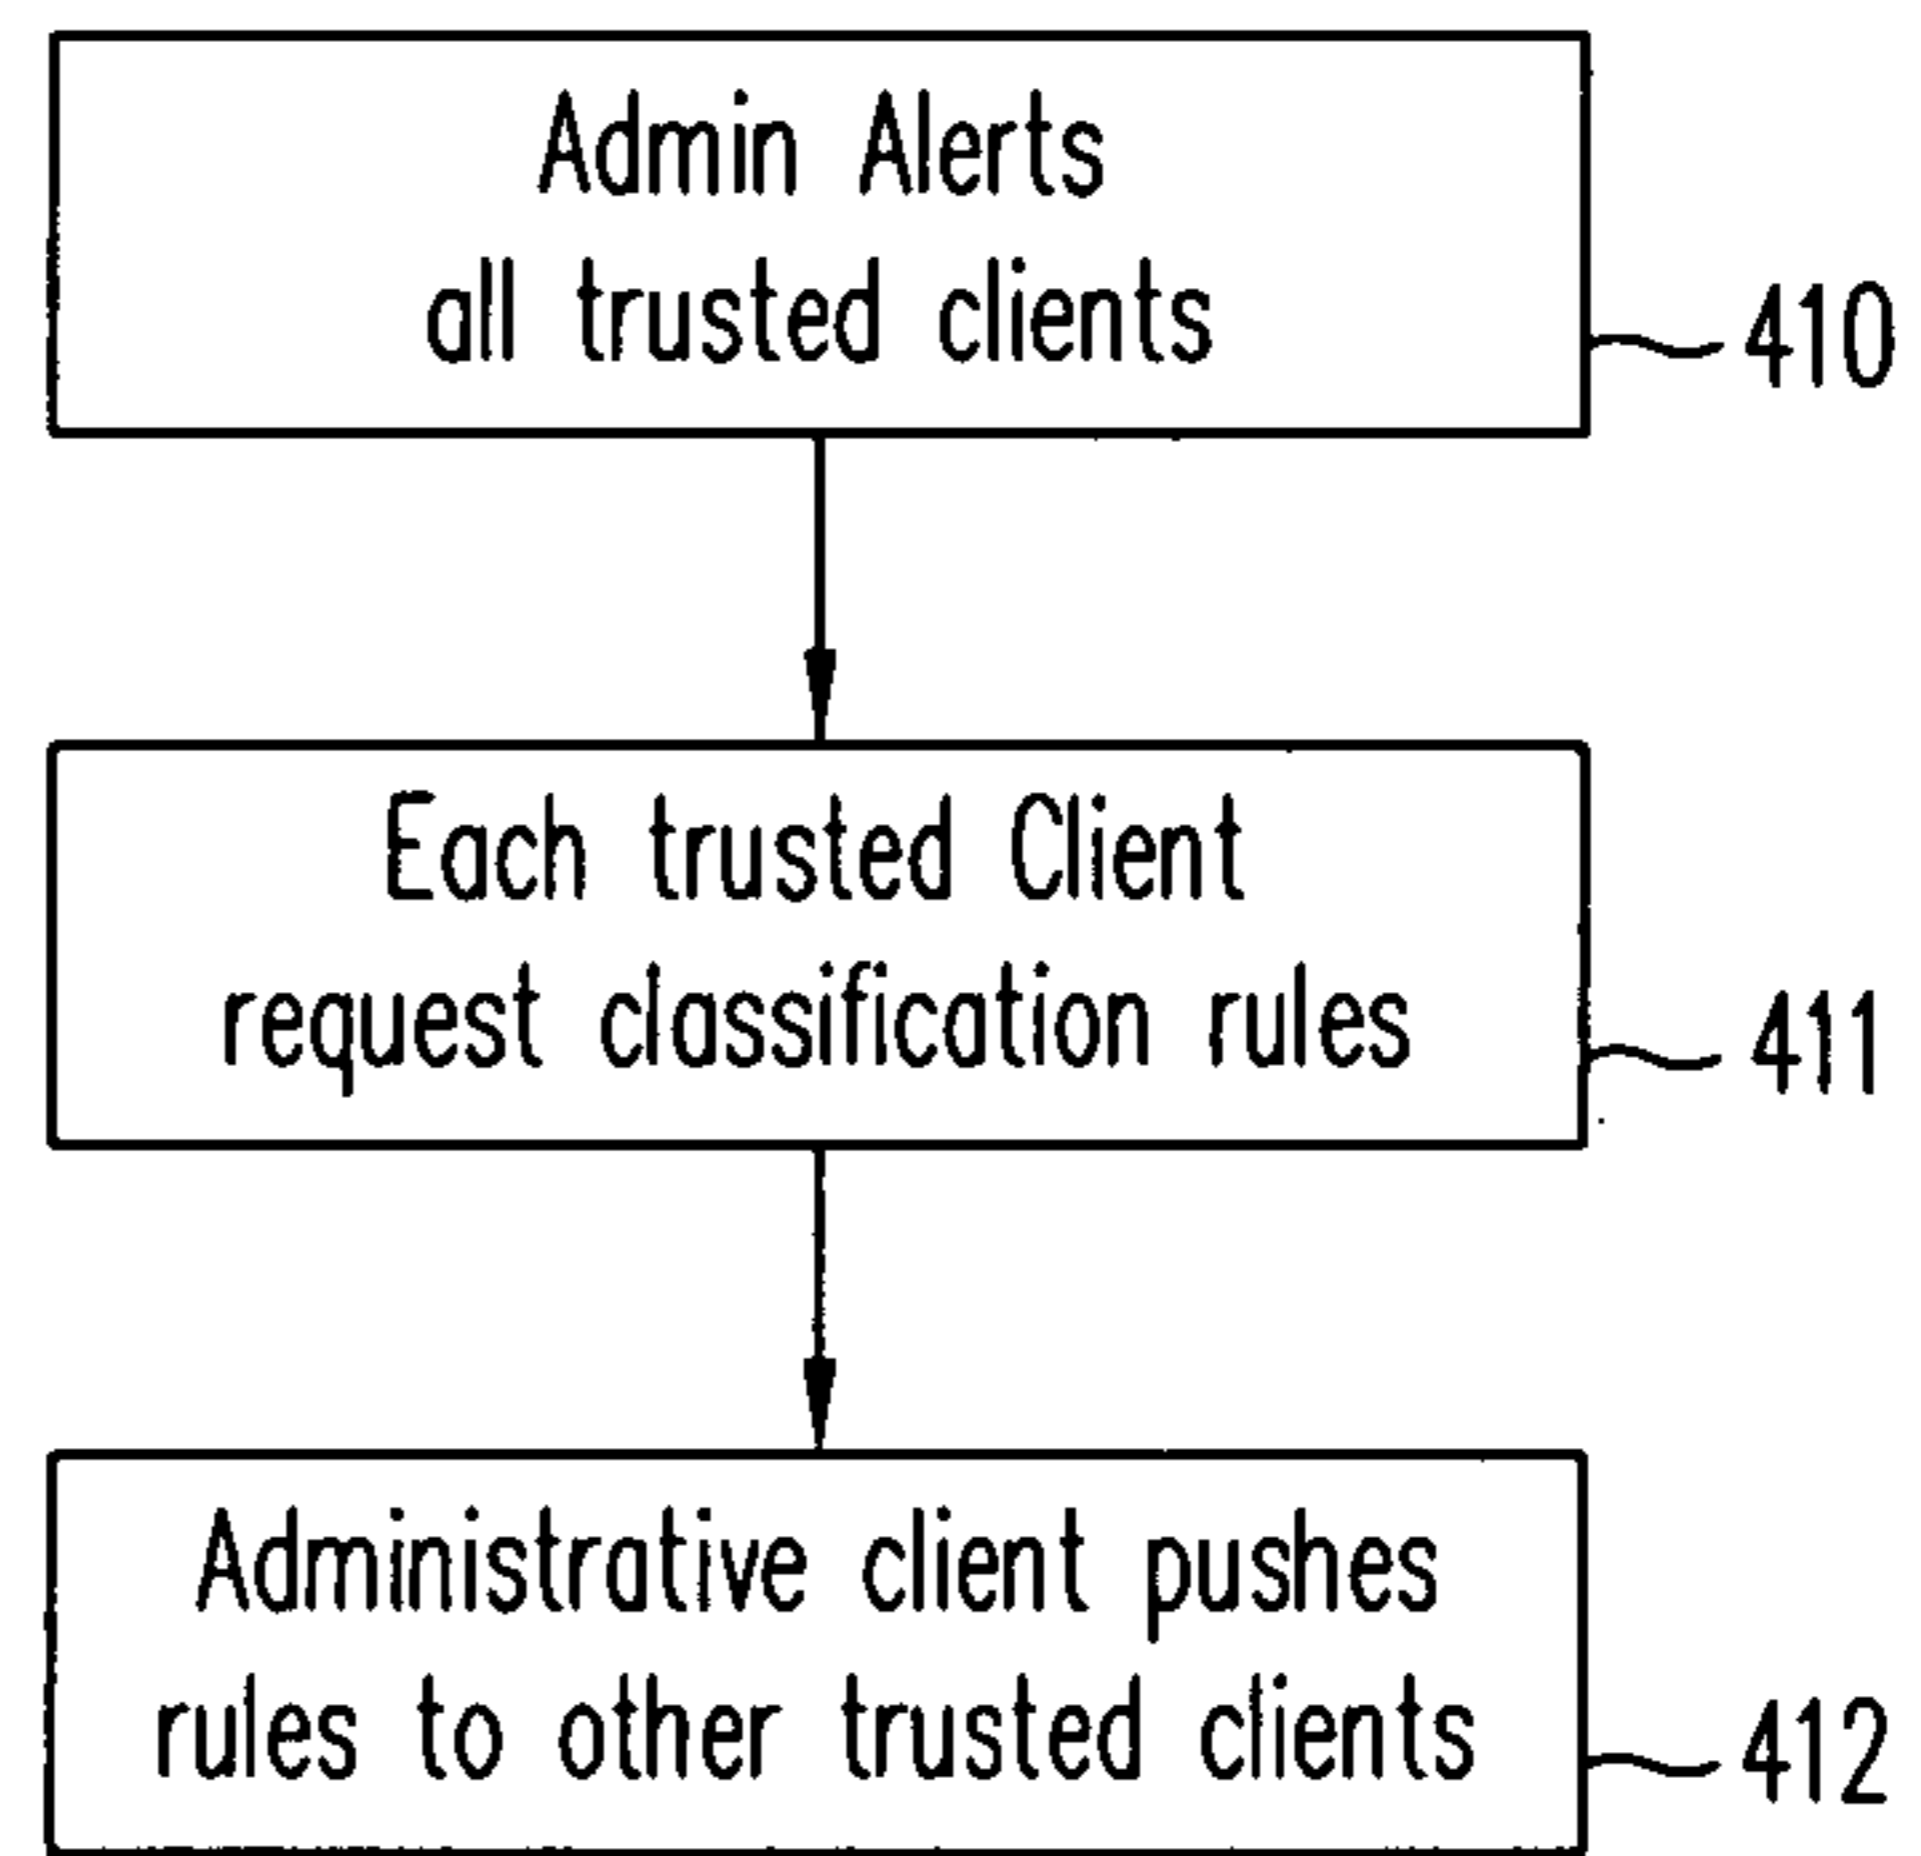 Admin Alerts
all trusted clients
410
Each trusted Client
request classification rules
411
Administrative client pushes
rules to other trusted clients
412